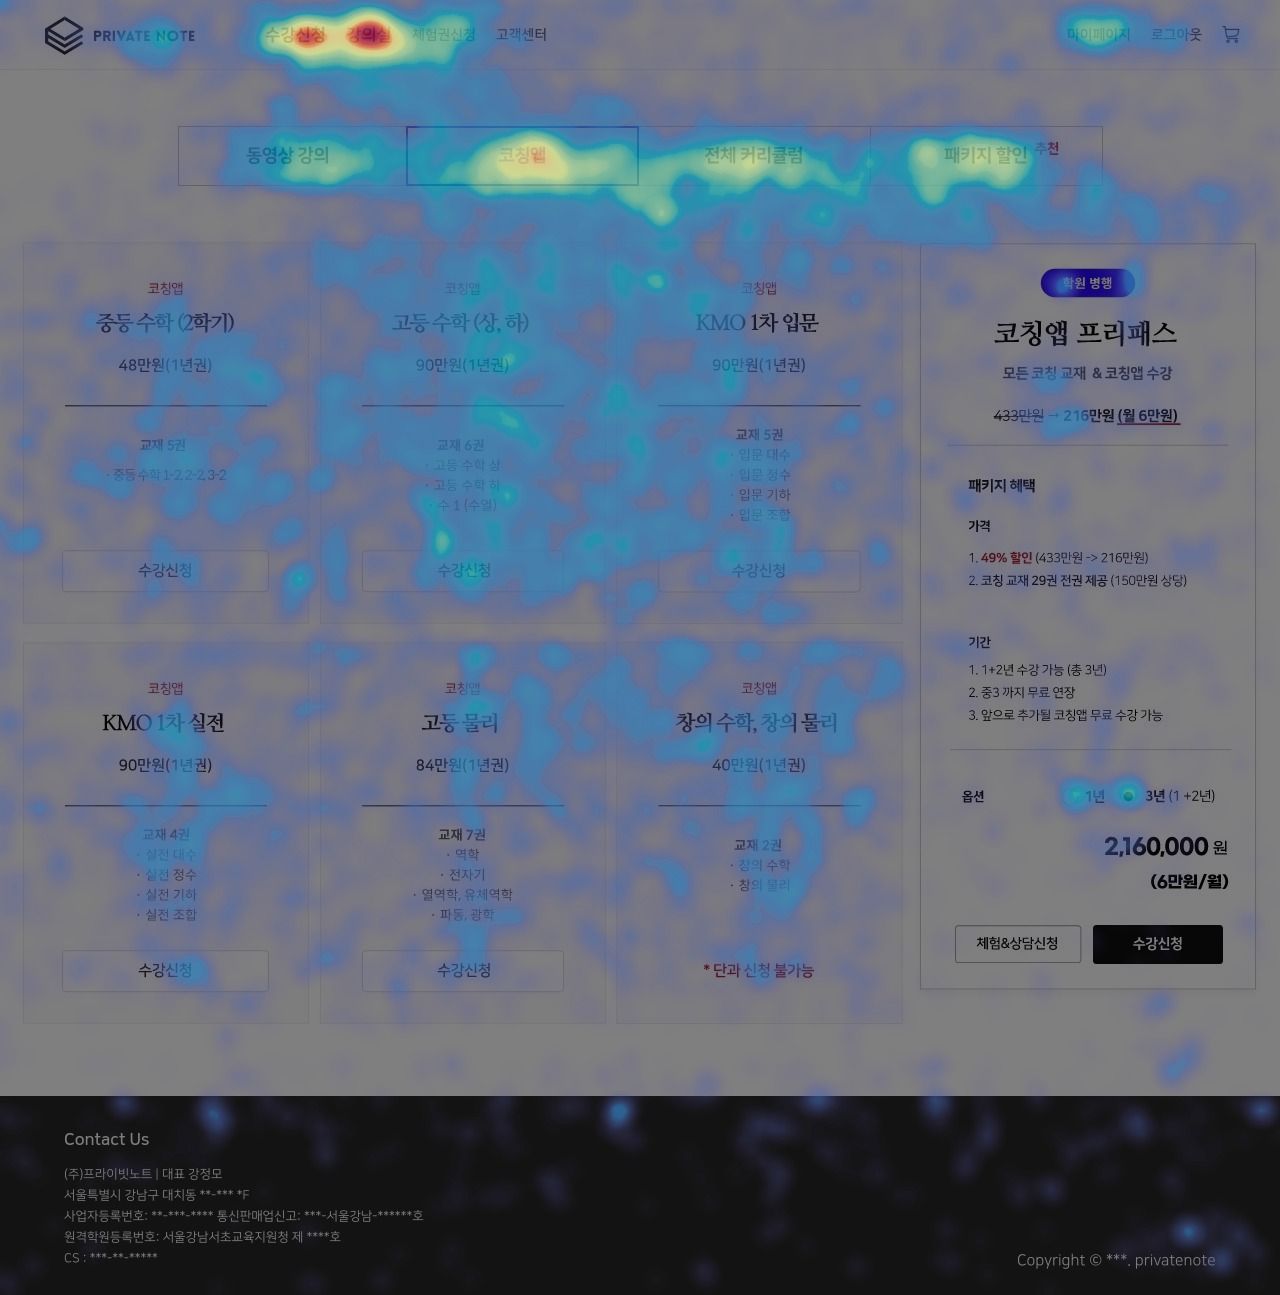 PRIVATE NOTE
수강신청 강의실 체험권신청 고객센터
마이페이지 로그아웃
동영상 강의
코칭앱
전체 커리큘럼
패키지 할인 추천
코칭앱
중등 수학 (2학기)
48만원(1년권)
교재 5권
· 중등수학 1-2, 2-2, 3-2
수강신청
코칭앱
고등 수학 (상, 하)
90만원(1년권)
교재 6권
· 고등 수학 상
· 고등 수학 하
· 수 1 (수열)
수강신청
코칭앱
KMO 1차 입문
90만원(1년권)
교재 5권
· 입문 대수
· 입문 정수
· 입문 기하
· 입문 조합
수강신청
학원 병행
코칭앱 프리패스
모든 코칭 교재 & 코칭앱 수강
433만원 → 216만원 (월 6만원)
패키지 혜택
가격
1. 49% 할인 (433만원 -> 216만원)
2. 코칭 교재 29권 전권 제공 (150만원 상당)
기간
1. 1+2년 수강 가능 (총 3년)
2. 중3 까지 무료 연장
3. 앞으로 추가될 코칭앱 무료 수강 가능
옵션 1년 3년 (1 +2년)
2,160,000 원
(6만원/월)
체험&상담신청 수강신청
코칭앱
KMO 1차 실전
90만원(1년권)
교재 4권
· 실전 대수
· 실전 정수
· 실전 기하
· 실전 조합
수강신청
코칭앱
고등 물리
84만원(1년권)
교재 7권
· 역학
· 전자기
· 열역학, 유체역학
· 파동, 광학
수강신청
코칭앱
창의 수학, 창의 물리
40만원(1년권)
교재 2권
· 창의 수학
· 창의 물리
* 단과 신청 불가능
Contact Us
(주)프라이빗노트 | 대표 강정모
서울특별시 강남구 대치동 **-*** *F
사업자등록번호: **-***-**** 통신판매업신고: ***-서울강남-******호
원격학원등록번호: 서울강남서초교육지원청 제 ****호
CS : ***-**-*****
Copyright © ***. privatenote